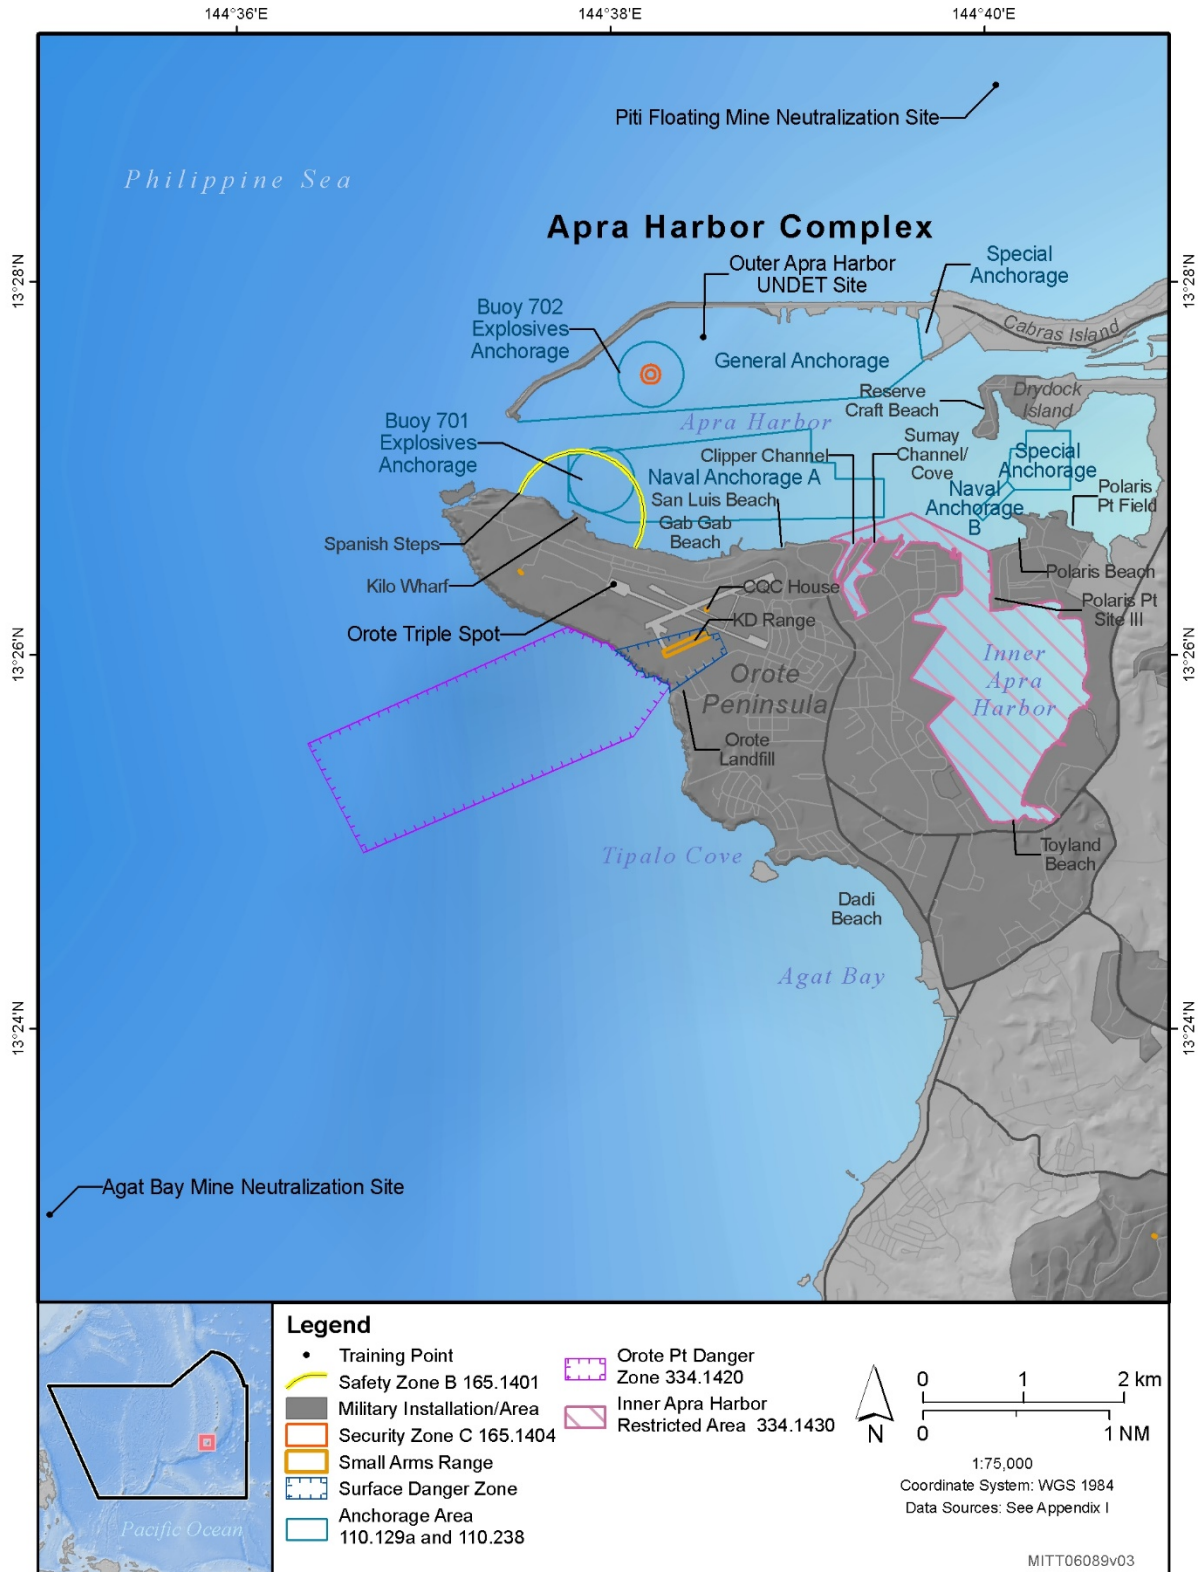 144°36'E
144°38'E
144°40'E
Piti Floating Mine Neutralization Site
Philippine Sea
Apra Harbor Complex
13°28'N
13°28'N
Outer Apra Harbor
UNDET Site
Special
Anchorage
Buoy 702
Explosives
Anchorage
Cabras Island
General Anchorage
Reserve
Craft Beach
Drydock
Island
Buoy 701
Explosives
Anchorage
Apra Harbor
Sumay
Channel/
Cove
Clipper Channel
Special
Anchorage
Naval Anchorage A
San Luis Beach
Naval
Anchorage
B
Polaris
Pt Field
Gab Gab
Beach
Spanish Steps
Kilo Wharf
CQC House
Polaris Beach
KD Range
Polaris Pt
Site III
Orote Triple Spot
13°26'N
13°26'N
Orote
Peninsula
Inner
Apra
Harbor
Orote
Landfill
Tipalo Cove
Toyland
Beach
Dadi
Beach
Agat Bay
13°24'N
13°24'N
Agat Bay Mine Neutralization Site
Pacific Ocean
Legend
Training Point
Safety Zone B 165.1401
Military Installation/Area
Security Zone C 165.1404
Small Arms Range
Surface Danger Zone
Anchorage Area
110.129a and 110.238
Orote Pt Danger
Zone 334.1420
Inner Apra Harbor
Restricted Area 334.1430
N
0 1 2 km
0 1 NM
1:75,000
Coordinate System: WGS 1984
Data Sources: See Appendix I
MITT06089v03